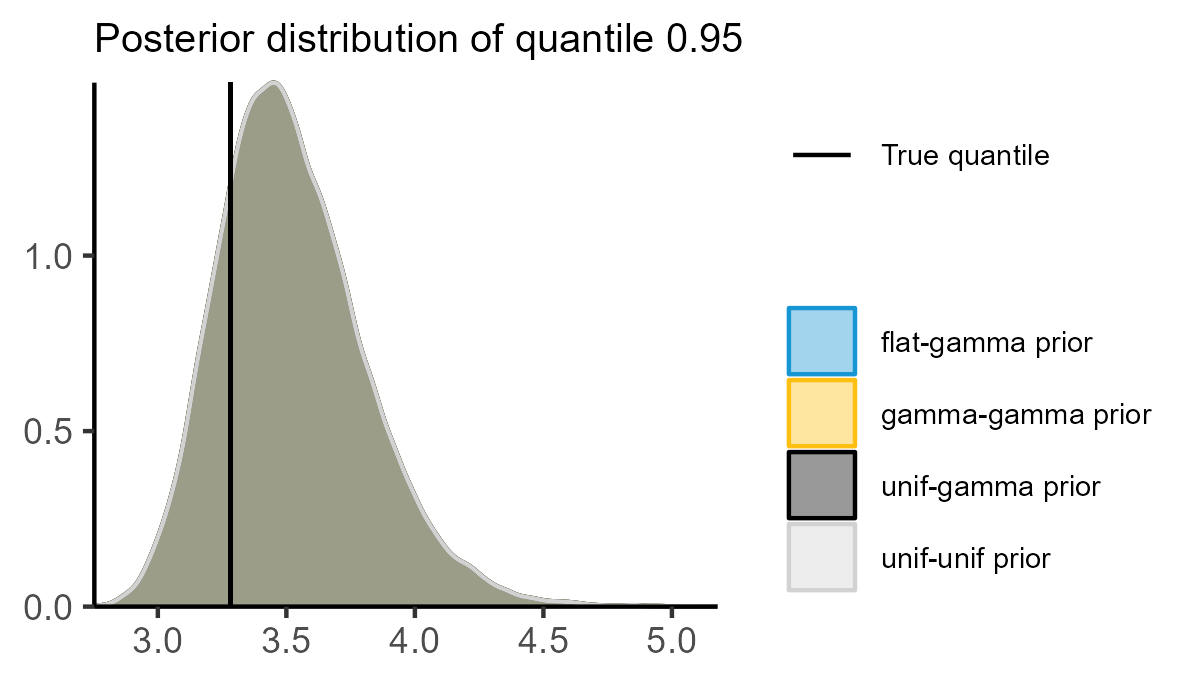 Posterior distribution of quantile 0.95
1.0
0.5
0.0
3.0 3.5 4.0 4.5 5.0
True quantile
flat-gamma prior
gamma-gamma prior
unif-gamma prior
unif-unif prior